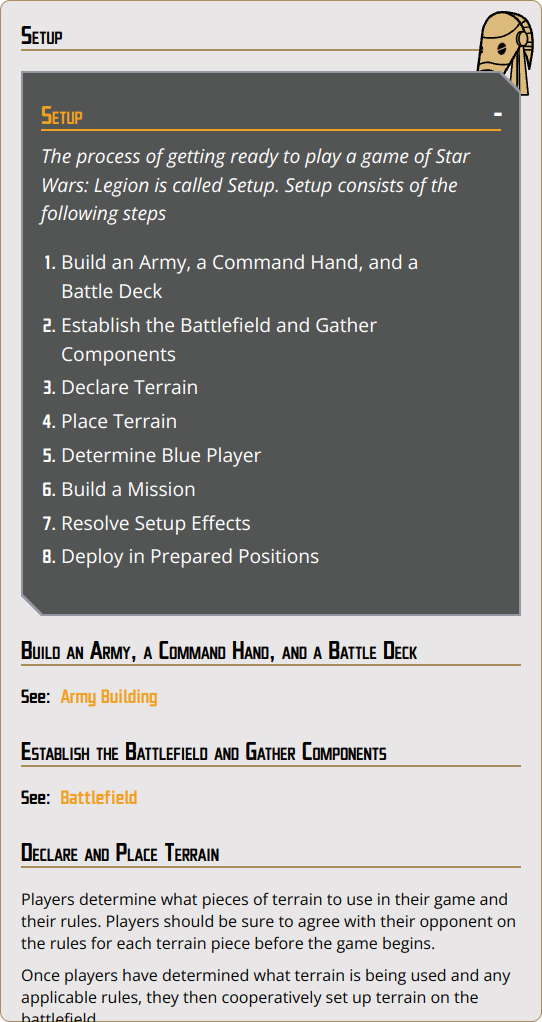 Setup
Setup
-
The process of getting ready to play a game of Star
Wars: Legion is called Setup. Setup consists of the
following steps
1. Build an Army, a Command Hand, and a
Battle Deck
2. Establish the Battlefield and Gather
Components
3. Declare Terrain
4. Place Terrain
5. Determine Blue Player
6. Build a Mission
7. Resolve Setup Effects
8. Deploy in Prepared Positions
Build an Army, a Command Hand, and a Battle Deck
See: Army Building
Establish the Battlefield and Gather Components
See: Battlefield
Declare and Place Terrain
Players determine what pieces of terrain to use in their game and
their rules. Players should be sure to agree with their opponent on
the rules for each terrain piece before the game begins.
Once players have determined what terrain is being used and any
applicable rules, they then cooperatively set up terrain on the
battlefield